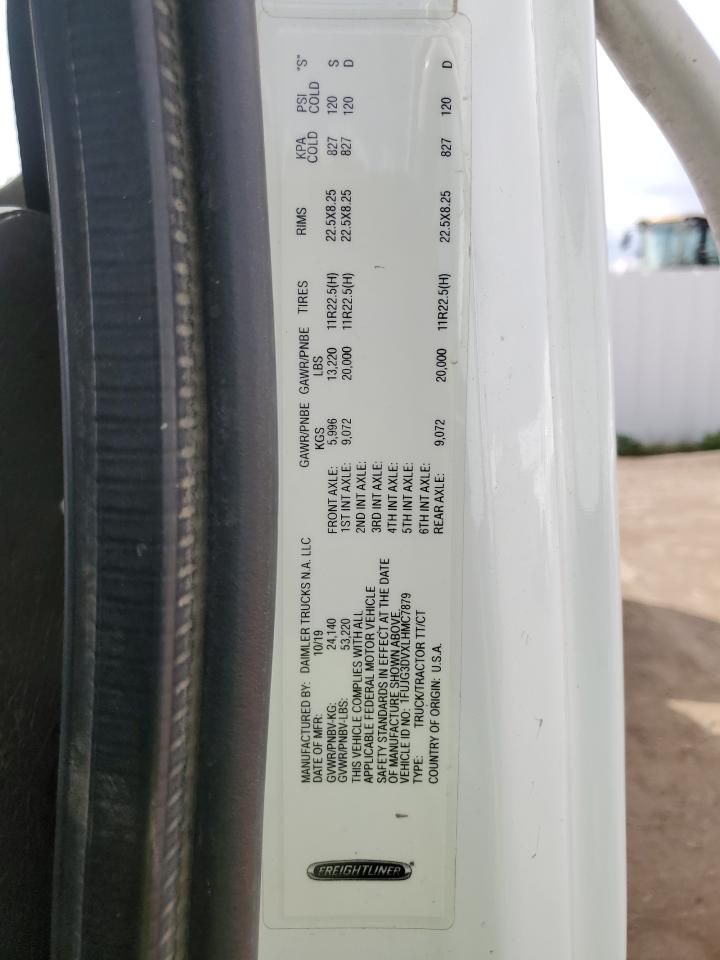 FREIGHTLINER
MANUFACTURED BY: DAIMLER TRUCKS N.A. LLC
DATE OF MFR: 10/19
GVWR/PNBV-KG: 24,140
GVWR/PNBV-LBS: 53,220
THIS VEHICLE COMPLIES WITH ALL
APPLICABLE FEDERAL MOTOR VEHICLE
SAFETY STANDARDS IN EFFECT AT THE DATE
OF MANUFACTURE SHOWN ABOVE.
VEHICLE ID NO: 1FUJG3DVXLHMC7879
TYPE: TRUCK/TRACTOR TT/CT
COUNTRY OF ORIGIN: U.S.A.
GAWR/PNBE GAWR/PNBE TIRES RIMS KPA PSI "S"
KGS LBS COLD COLD
FRONT AXLE: 5,996 13,220 11R22.5(H) 22.5X8.25 827 120 S
1ST INT AXLE: 9,072 20,000 11R22.5(H) 22.5X8.25 827 120 D
2ND INT AXLE:
3RD INT AXLE:
4TH INT AXLE:
5TH INT AXLE:
6TH INT AXLE:
REAR AXLE: 9,072 20,000 11R22.5(H) 22.5X8.25 827 120 D